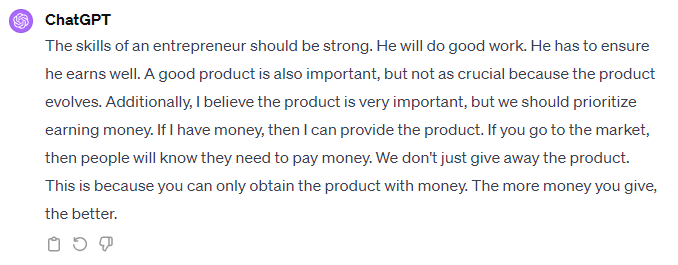 ChatGPT
The skills of an entrepreneur should be strong. He will do good work. He has to ensure
he earns well. A good product is also important, but not as crucial because the product
evolves. Additionally, I believe the product is very important, but we should prioritize
earning money. If I have money, then I can provide the product. If you go to the market,
then people will know they need to pay money. We don't just give away the product.
This is because you can only obtain the product with money. The more money you give,
the better.